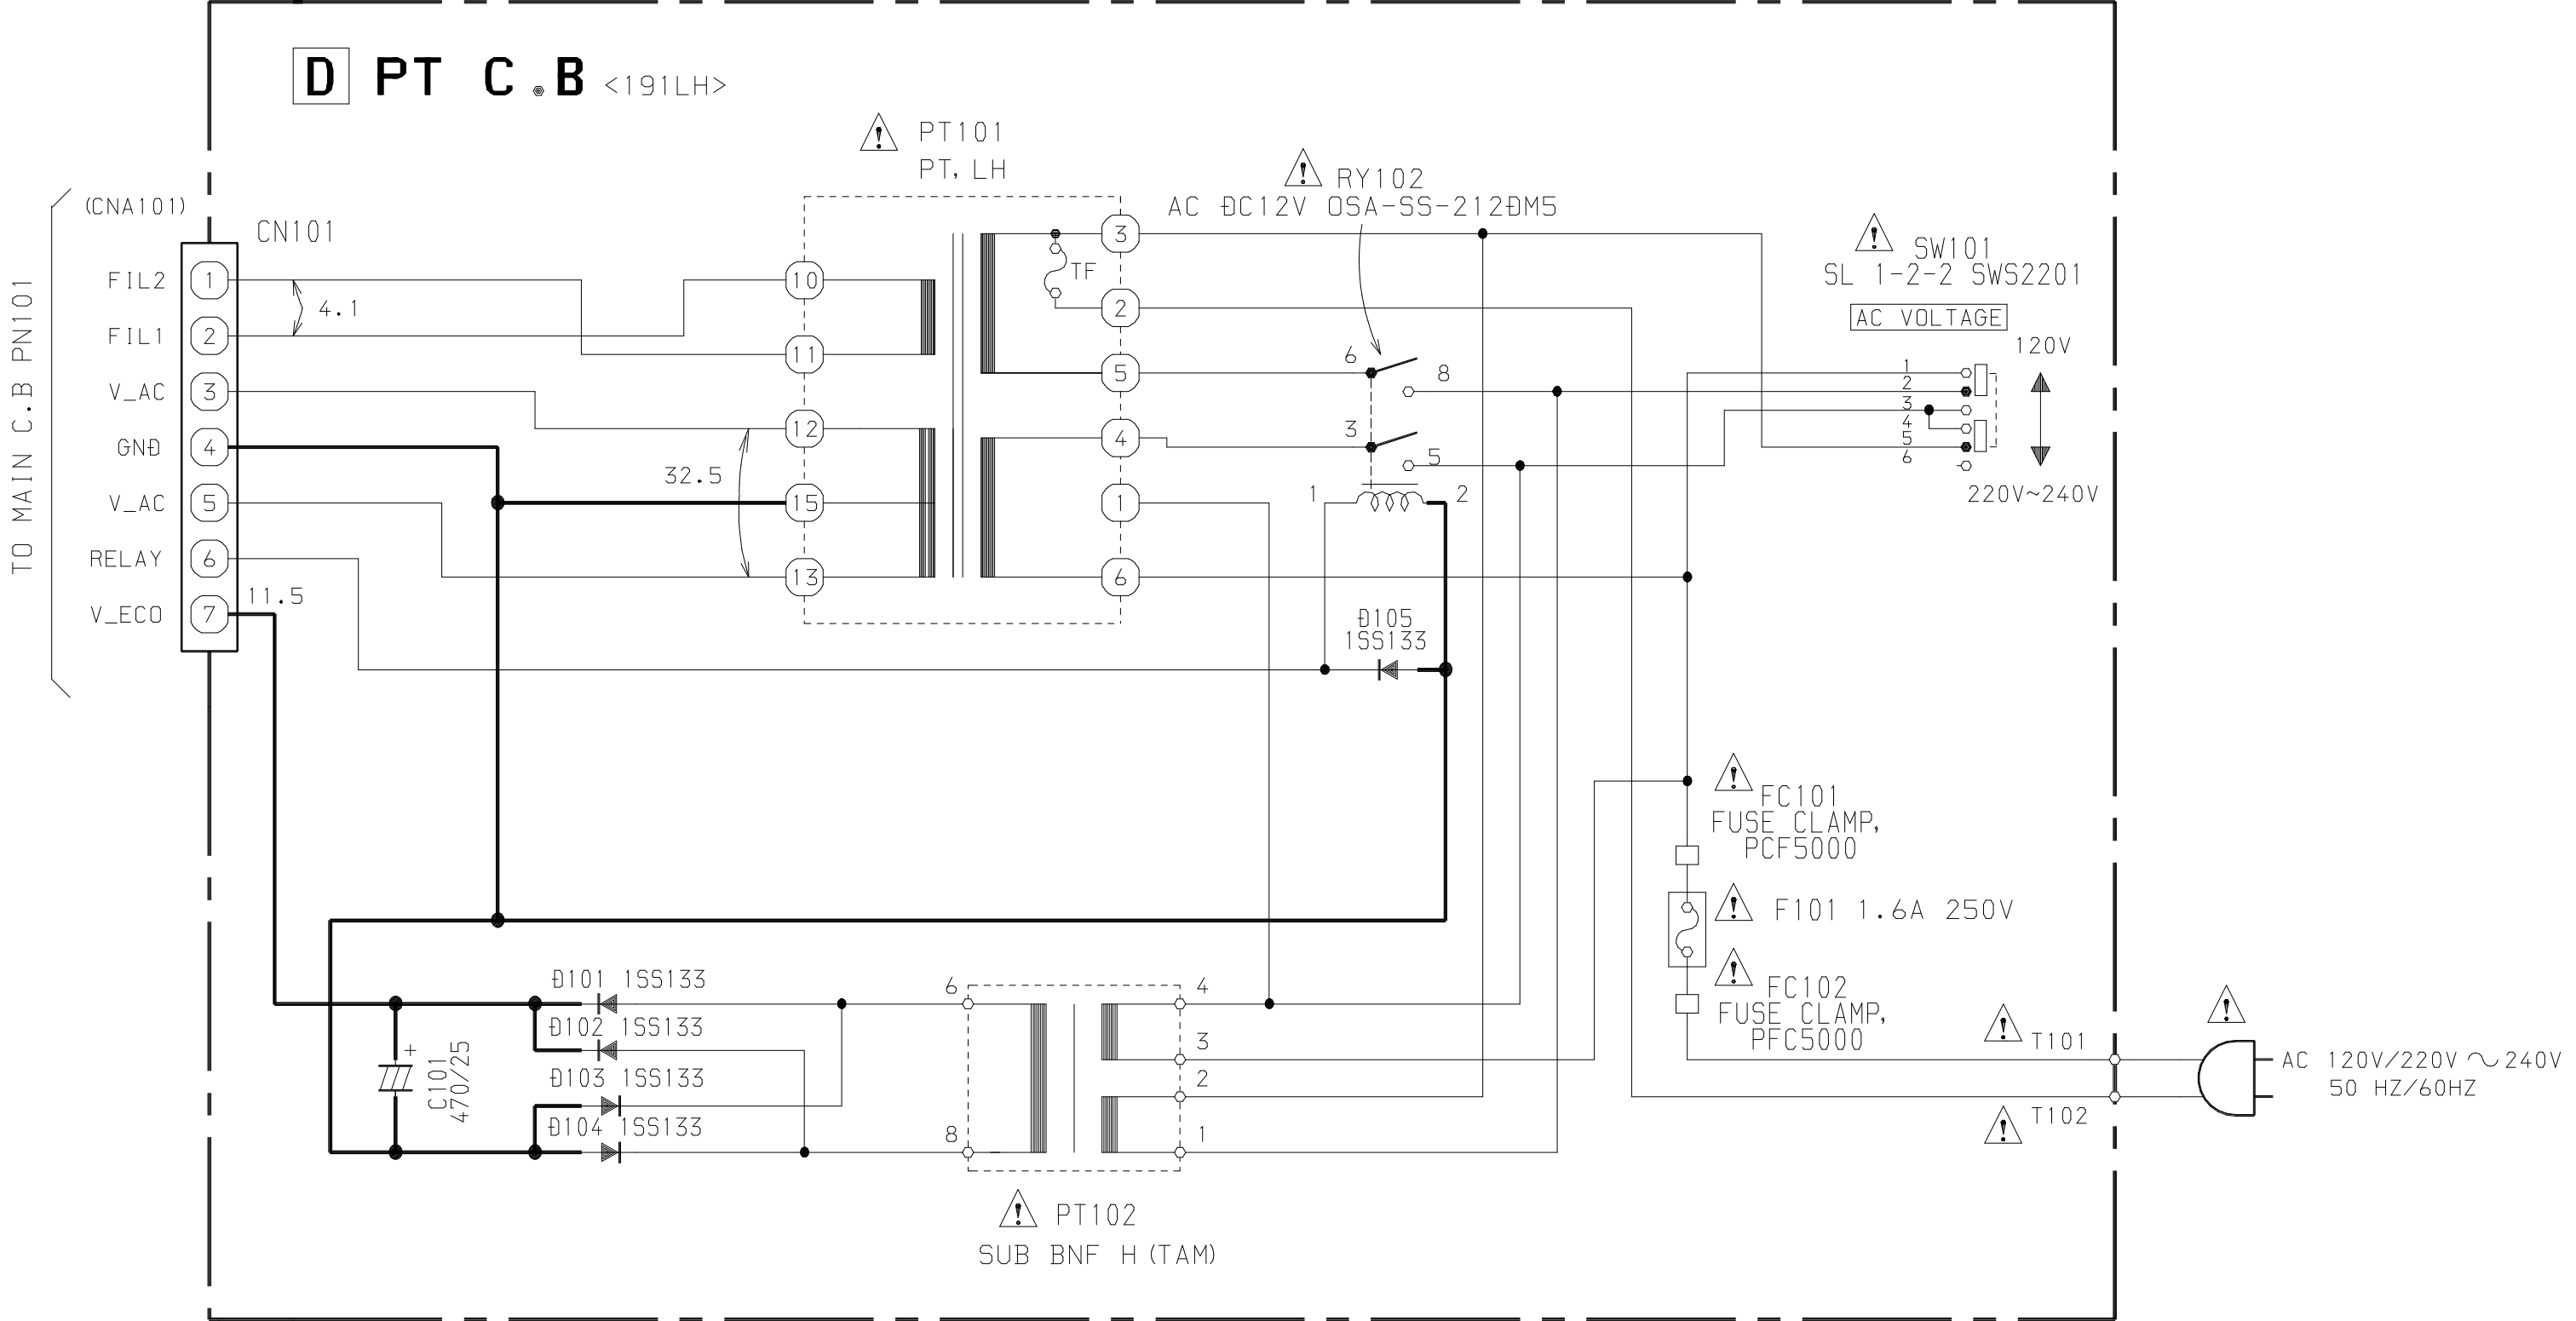 D PT C.B <191LH>
PT101
PT, LH
RY102
AC DC12V OSA-SS-212DM5
(CNA101)
CN101
TO MAIN C.B PN101
FIL2 1
FIL1 2
V_AC 3
GND 4
V_AC 5
RELAY 6
V_ECO 7
4.1
32.5
11.5
10
11
12
15
13
TF
3
2
5
4
1
6
6
8
3
5
1
2
SW101
SL 1-2-2 SWS2201
AC VOLTAGE
120V
1
2
3
4
5
6
220V~240V
D105
1SS133
FC101
FUSE CLAMP,
PCF5000
F101 1.6A 250V
FC102
FUSE CLAMP,
PFC5000
T101
T102
AC 120V/220V ~ 240V
50 HZ/60HZ
D101 1SS133
D102 1SS133
D103 1SS133
D104 1SS133
+
C101
470/25
6
8
4
3
2
1
PT102
SUB BNF H (TAM)